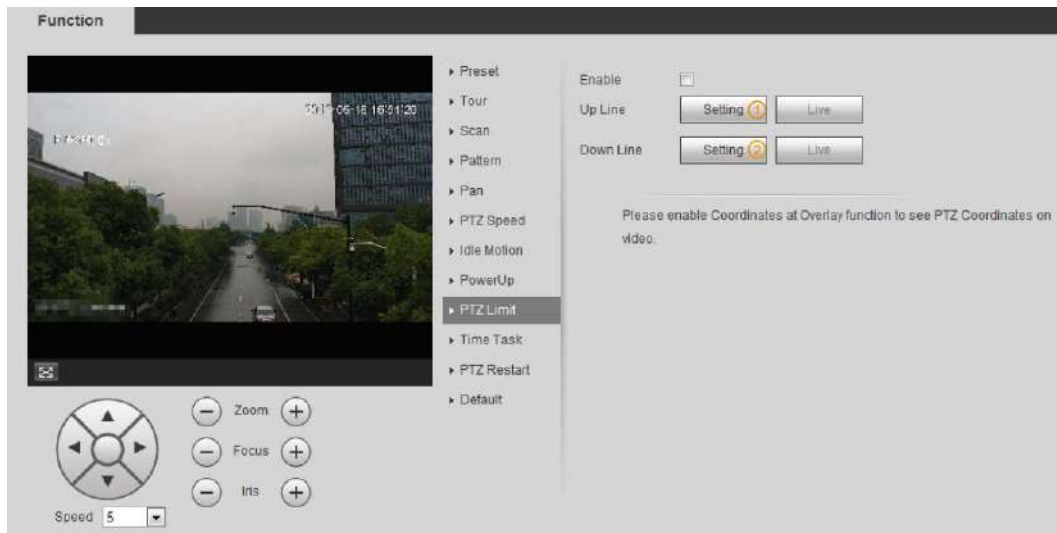 Function
Preset
Tour
Scan
Pattern
Pan
PTZ Speed
Idle Motion
PowerUp
PTZ Limit
Time Task
PTZ Restart
Default
Enable
Up Line Setting 1 Live
Down Line Setting 2 Live
Please enable Coordinates at Overlay function to see PTZ Coordinates on
video.
Zoom
Focus
Iris
Speed 5